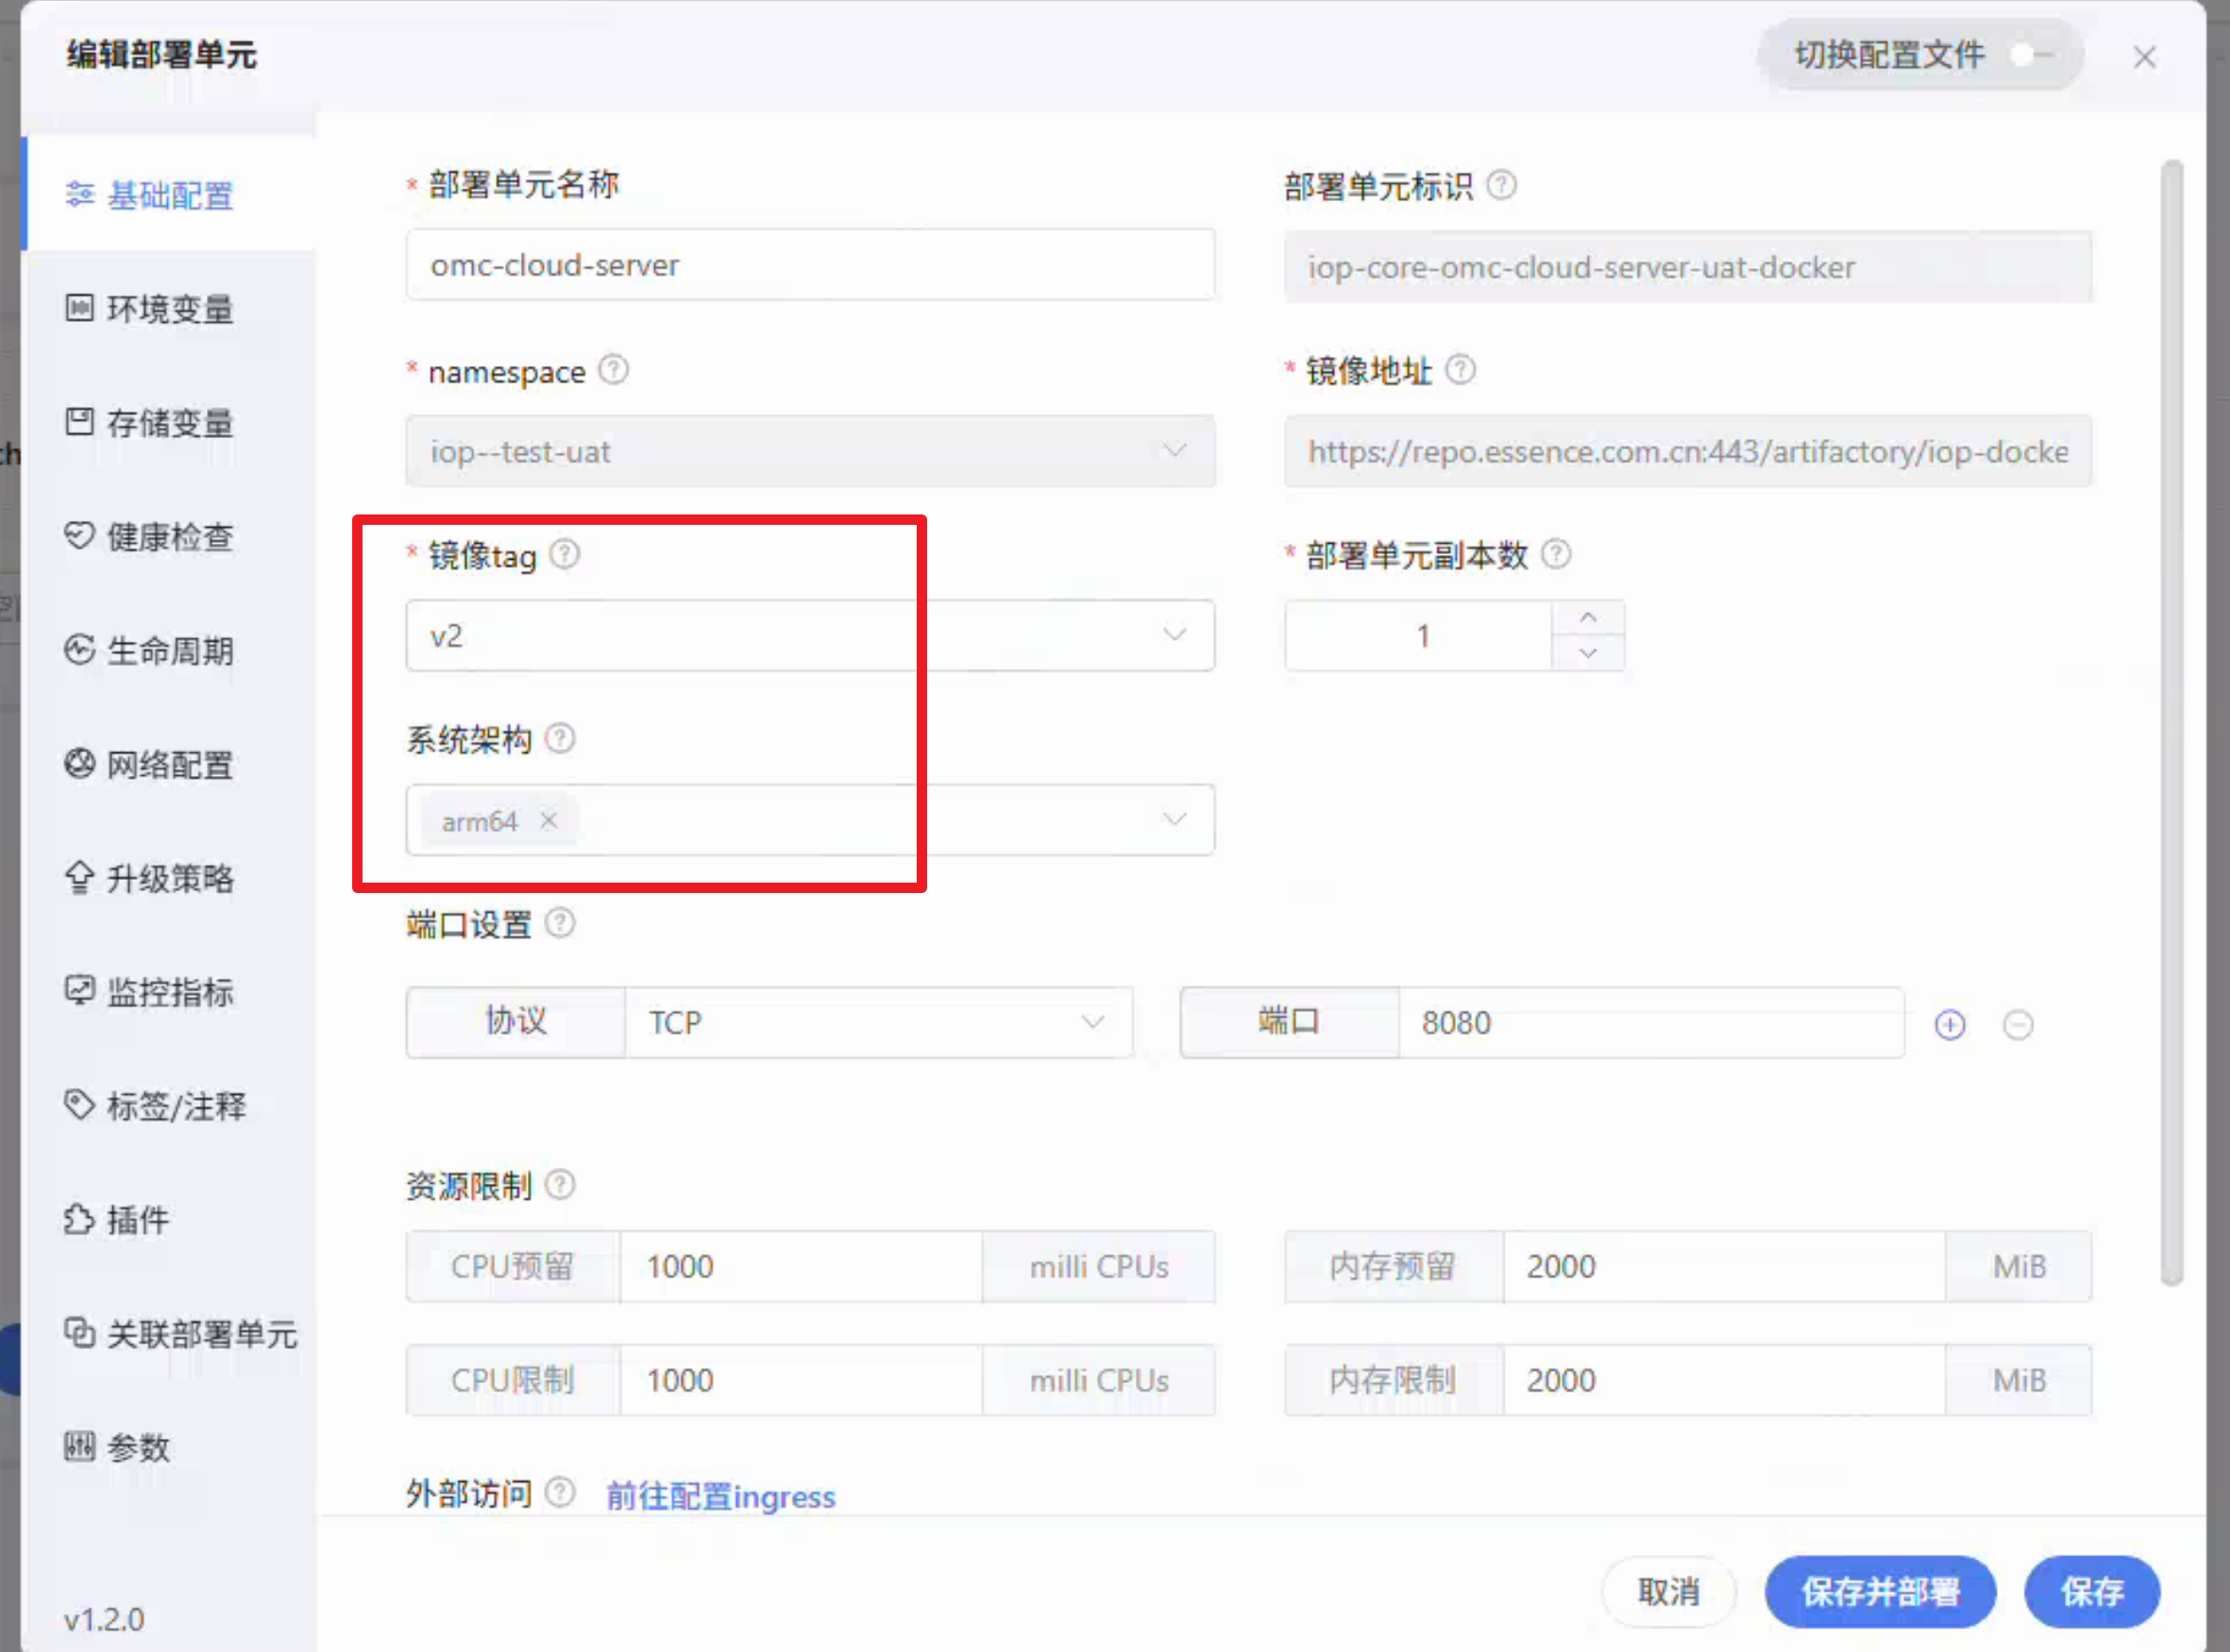 编辑部署单元
切换配置文件
基础配置
环境变量
存储变量
健康检查
生命周期
网络配置
升级策略
监控指标
标签/注释
插件
关联部署单元
参数
v1.2.0
* 部署单元名称
omc-cloud-server
部署单元标识
iop-core-omc-cloud-server-uat-docker
* namespace
iop--test-uat
* 镜像地址
https://repo.essence.com.cn:443/artifactory/iop-docke
* 镜像tag
v2
* 部署单元副本数
1
系统架构
arm64
端口设置
协议 TCP
端口 8080
资源限制
CPU预留 1000 milli CPUs
内存预留 2000 MiB
CPU限制 1000 milli CPUs
内存限制 2000 MiB
外部访问 前往配置ingress
取消
保存并部署
保存